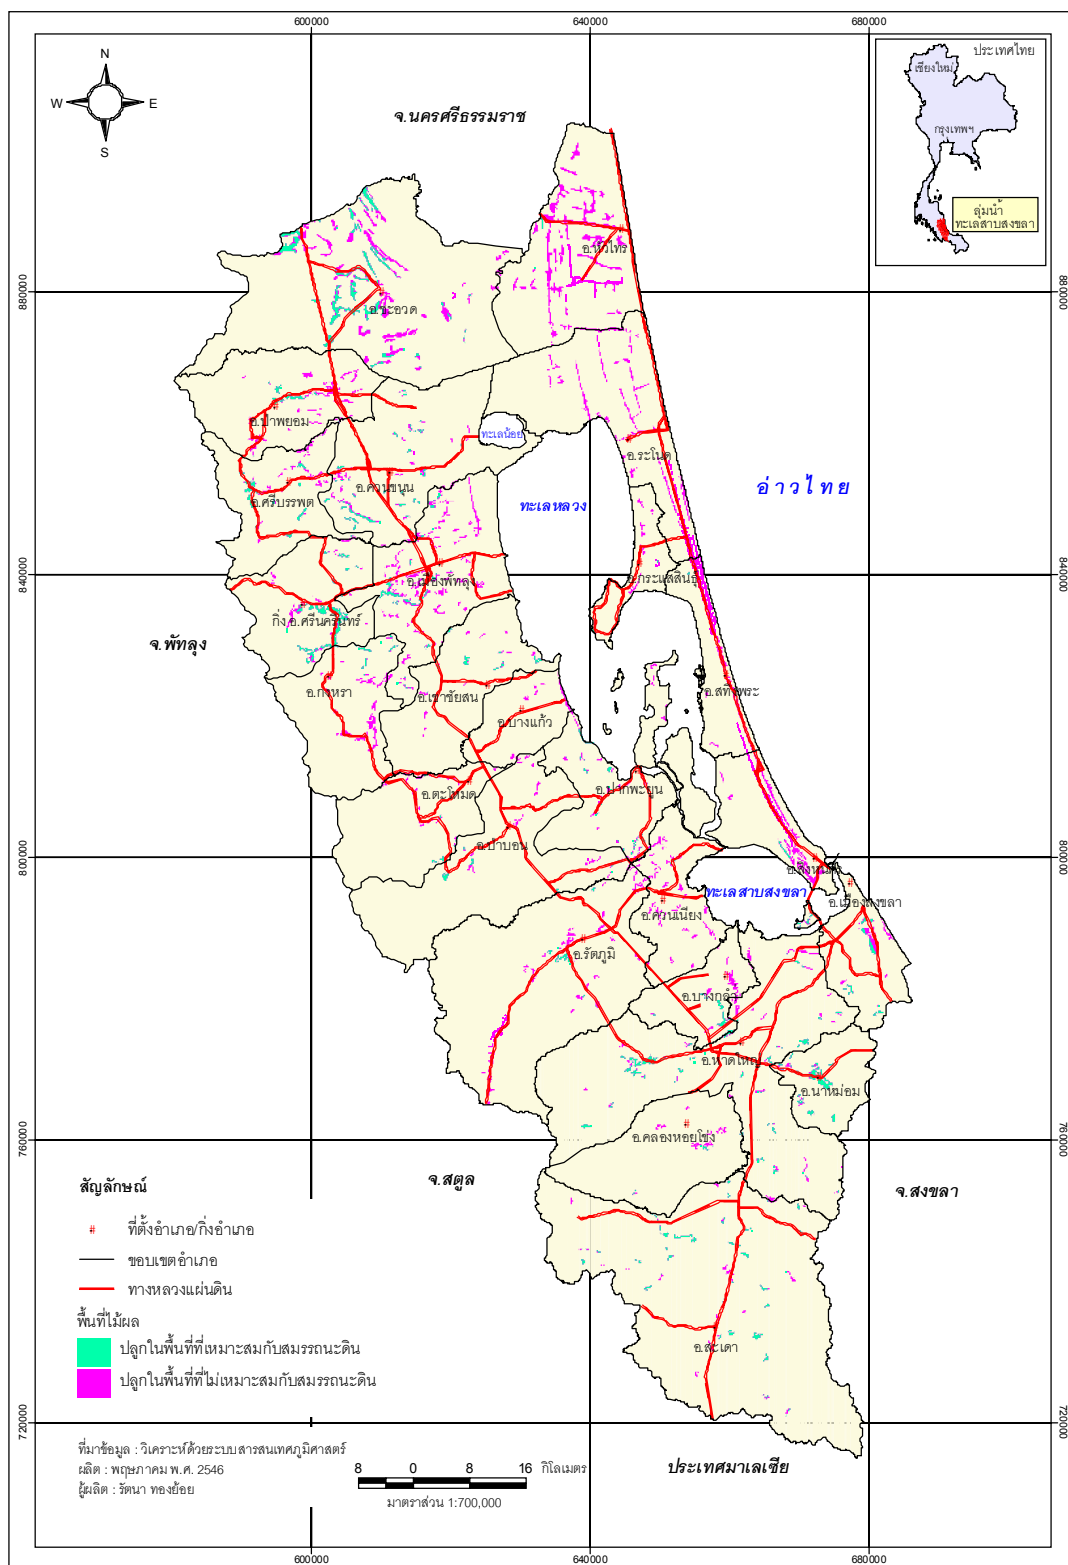 600000
640000
680000
ประเทศไทย
เชียงใหม่
กรุงเทพฯ
ลุ่มน้ำ
ทะเลสาบสงขลา
N
W
E
S
จ.นครศรีธรรมราช
อ.หัวไทร
880000
880000
อ.ชะอวด
อ.ป่าพยอม
ทะเลน้อย
อ.ระโนด
อ.ควนขนุน
อ.ศรีบรรพต
ทะเลหลวง
อ่าวไทย
840000
840000
อ.เมืองพัทลุง
อ.กระแสสินธุ์
กิ่ง อ.ศรีนครินทร์
จ.พัทลุง
อ.กงหรา
อ.เขาชัยสน
อ.สทิงพระ
อ.บางแก้ว
อ.ตะโหมด
อ.ปากพะยูน
อ.ป่าบอน
800000
800000
อ.สิงหนคร
ทะเลสาบสงขลา
อ.เมืองสงขลา
อ.ควนเนียง
อ.รัตภูมิ
อ.บางกล่ำ
อ.หาดใหญ่
อ.นาหม่อม
อ.คลองหอยโข่ง
760000
760000
จ.สตูล
จ.สงขลา
สัญลักษณ์
ที่ตั้งอำเภอ/กิ่งอำเภอ
ขอบเขตอำเภอ
ทางหลวงแผ่นดิน
พื้นที่ไม้ผล
ปลูกในพื้นที่ที่เหมาะสมกับสมรรถนะดิน
ปลูกในพื้นที่ที่ไม่เหมาะสมกับสมรรถนะดิน
อ.สะเดา
720000
720000
ที่มาข้อมูล : วิเคราะห์ด้วยระบบสารสนเทศภูมิศาสตร์
ผลิต : พฤษภาคม พ.ศ. 2546
ผู้ผลิต : รัตนา ทองย้อย
8 0 8 16 กิโลเมตร
มาตราส่วน 1:700,000
ประเทศมาเลเซีย
600000
640000
680000